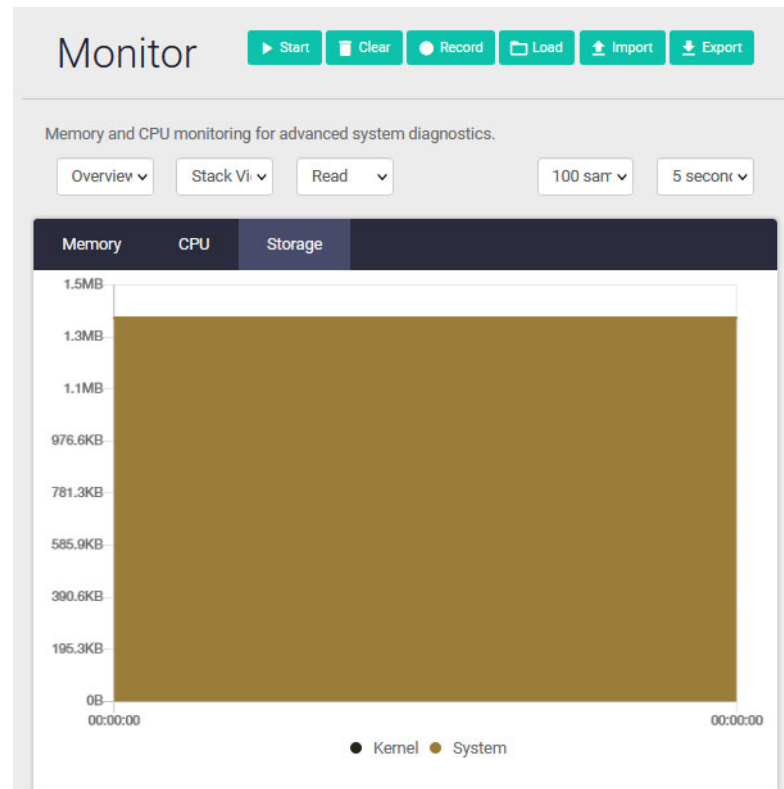 Monitor
Start
Clear
Record
Load
Import
Export
Memory and CPU monitoring for advanced system diagnostics.
Overview
Stack Vi
Read
100 sam
5 second
Memory
CPU
Storage
1.5MB
1.3MB
1.1MB
976.6KB
781.3KB
585.9KB
390.6KB
195.3KB
0B
00:00:00
00:00:00
Kernel
System